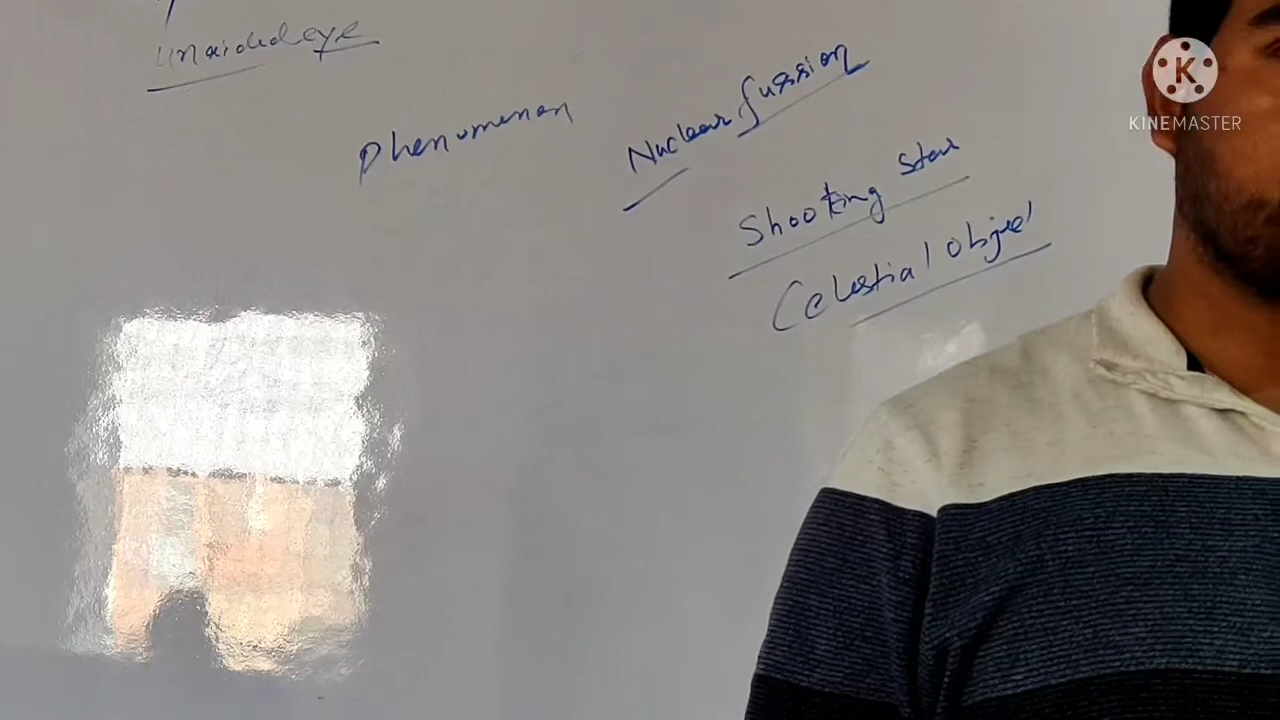 unaided eye
Phenomenon
Nuclear fussion
Shooting star
Celestial Object
K
KINEMASTER